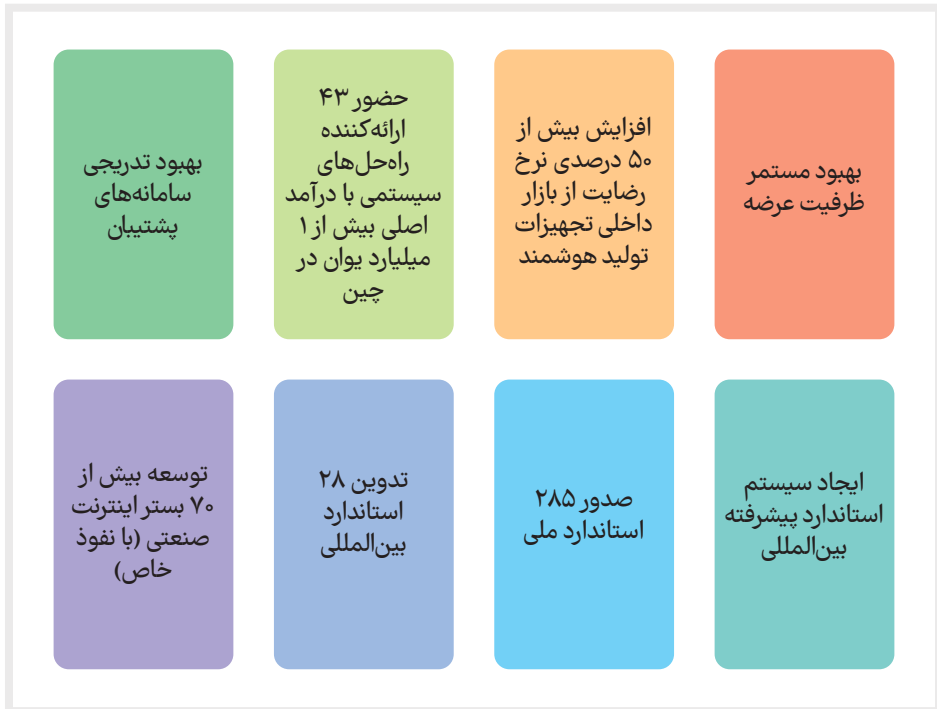 بهبود مستمر
ظرفیت عرضه
افزایش بیش از
۵۰ درصدی نرخ
رضایت از بازار
داخلی تجهیزات
تولید هوشمند
حضور ۴۳
ارائه‌کننده
راه‌حل‌های
سیستمی با درآمد
اصلی بیش از ۱
میلیارد یوان در
چین
بهبود تدریجی
سامانه‌های
پشتیبان
ایجاد سیستم
استاندارد پیشرفته
بین‌المللی
صدور ۲۸۵
استاندارد ملی
تدوین ۲۸
استاندارد
بین‌المللی
توسعه بیش از
۷۰ بستر اینترنت
صنعتی (با نفوذ
خاص)